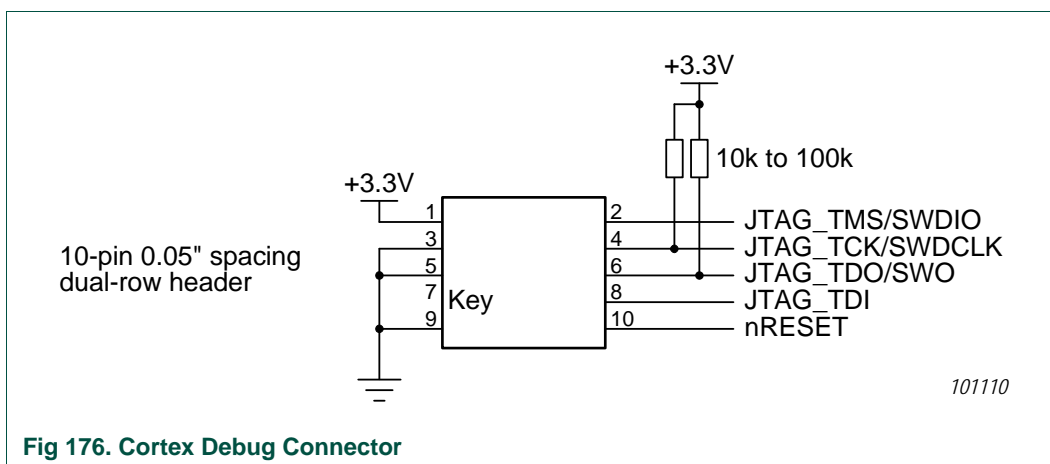 +3.3V
10k to 100k
+3.3V
1 2 JTAG_TMS/SWDIO
3 4 JTAG_TCK/SWDCLK
10-pin 0.05" spacing
dual-row header
5 6 JTAG_TDO/SWO
7 Key 8 JTAG_TDI
9 10 nRESET
101110
Fig 176. Cortex Debug Connector